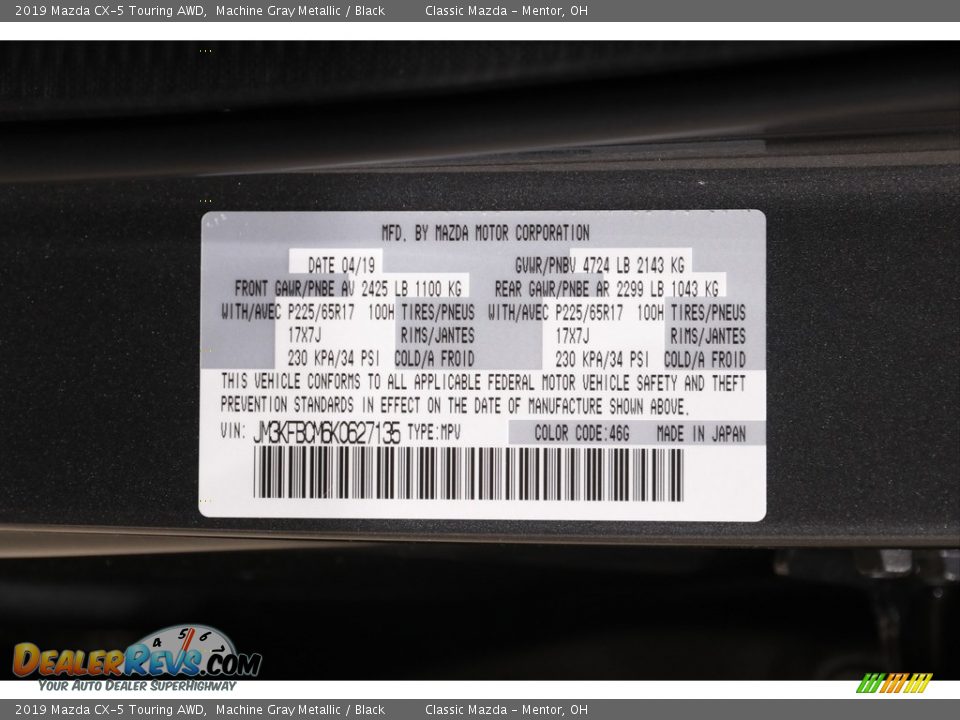 2019 Mazda CX-5 Touring AWD, Machine Gray Metallic / Black Classic Mazda - Mentor, OH
MFD. BY MAZDA MOTOR CORPORATION
DATE 04/19 GVWR/PNBV 4724 LB 2143 KG
FRONT GAWR/PNBE AV 2425 LB 1100 KG REAR GAWR/PNBE AR 2299 LB 1043 KG
WITH/AVEC P225/65R17 100H TIRES/PNEUS WITH/AVEC P225/65R17 100H TIRES/PNEUS
17X7J RIMS/JANTES 17X7J RIMS/JANTES
230 KPA/34 PSI COLD/A FROID 230 KPA/34 PSI COLD/A FROID
THIS VEHICLE CONFORMS TO ALL APPLICABLE FEDERAL MOTOR VEHICLE SAFETY AND THEFT
PREVENTION STANDARDS IN EFFECT ON THE DATE OF MANUFACTURE SHOWN ABOVE.
VIN: JM3KFBCM6K0627135 TYPE:MPV COLOR CODE:46G MADE IN JAPAN
4 5 6
DEALERREVS.COM
YOUR AUTO DEALER SUPERHIGHWAY
2019 Mazda CX-5 Touring AWD, Machine Gray Metallic / Black Classic Mazda - Mentor, OH